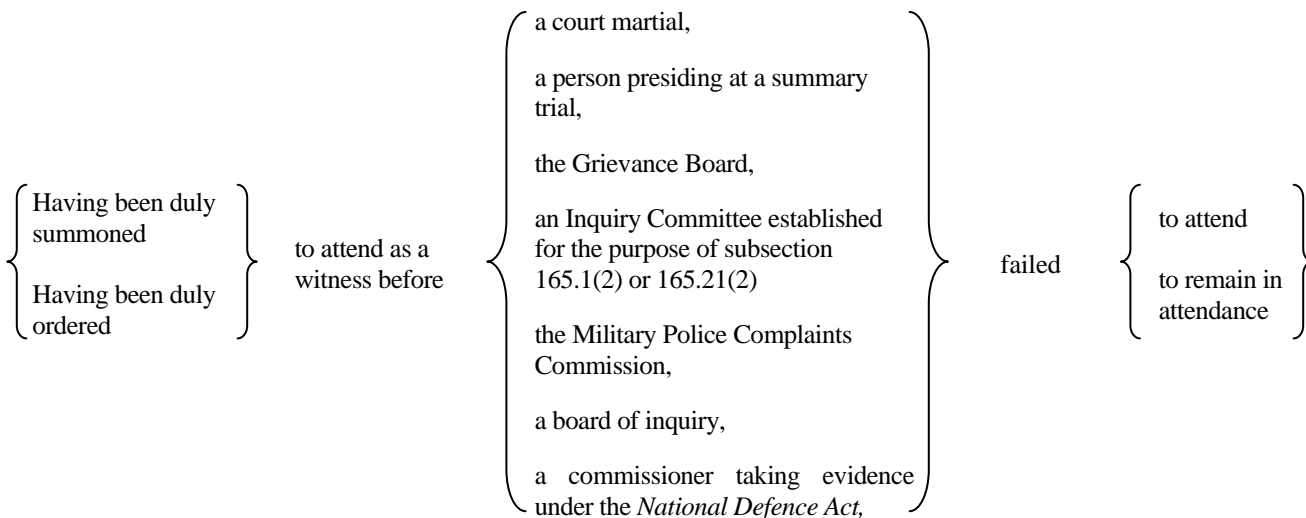 Having been duly
summoned
Having been duly
ordered
to attend as a
witness before
a court martial,
a person presiding at a summary
trial,
the Grievance Board,
an Inquiry Committee established
for the purpose of subsection
165.1(2) or 165.21(2)
the Military Police Complaints
Commission,
a board of inquiry,
a commissioner taking evidence
under the National Defence Act,
failed
to attend
to remain in
attendance